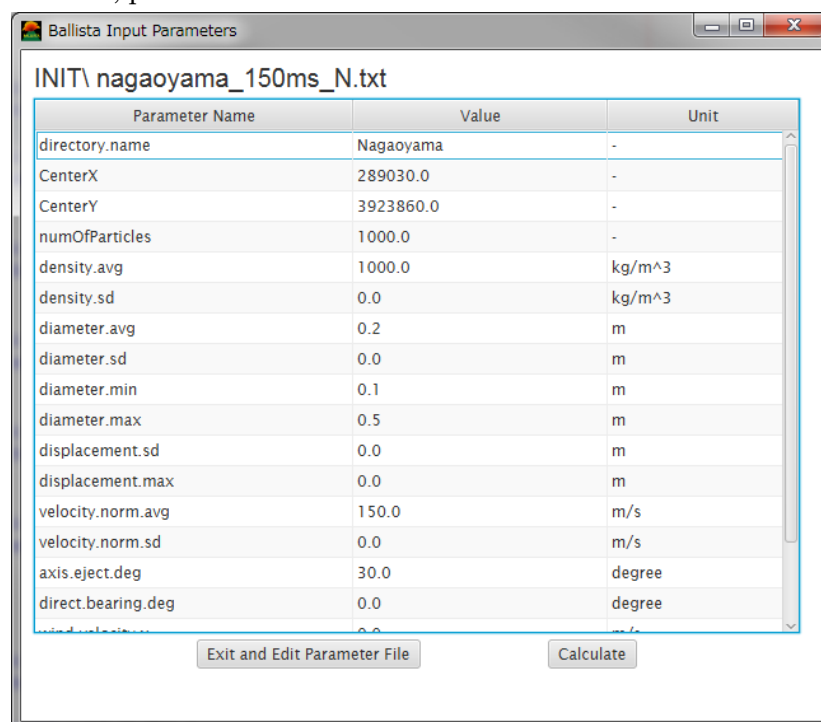 Ballista Input Parameters
INIT\ nagaoyama_150ms_N.txt
Parameter Name Value Unit
directory.name Nagaoyama -
CenterX 289030.0 -
CenterY 3923860.0 -
numOfParticles 1000.0 -
density.avg 1000.0 kg/m^3
density.sd 0.0 kg/m^3
diameter.avg 0.2 m
diameter.sd 0.0 m
diameter.min 0.1 m
diameter.max 0.5 m
displacement.sd 0.0 m
displacement.max 0.0 m
velocity.norm.avg 150.0 m/s
velocity.norm.sd 0.0 m/s
axis.eject.deg 30.0 degree
direct.bearing.deg 0.0 degree
Exit and Edit Parameter File Calculate